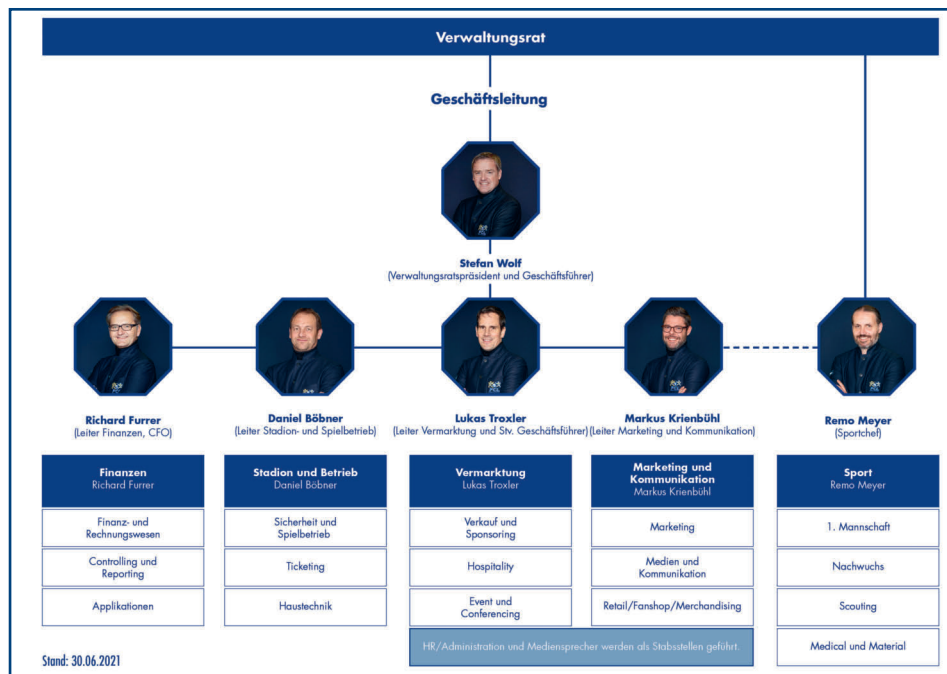 Verwaltungsrat
Geschäftsleitung
Stefan Wolf
(Verwaltungsratspräsident und Geschäftsführer)
Richard Furrer
(Leiter Finanzen, CFO)
Daniel Böbner
(Leiter Stadion- und Spielbetrieb)
Lukas Troxler
(Leiter Vermarktung und Stv. Geschäftsführer)
Markus Krienbühl
(Leiter Marketing und Kommunikation)
Remo Meyer
(Sportchef)
Finanzen
Richard Furrer
Finanz- und
Rechnungswesen
Controlling und
Reporting
Applikationen
Stadion und Betrieb
Daniel Böbner
Sicherheit und
Spielbetrieb
Ticketing
Haustechnik
Vermarktung
Lukas Troxler
Verkauf und
Sponsoring
Hospitality
Event und
Conferencing
Marketing und
Kommunikation
Markus Krienbühl
Marketing
Medien und
Kommunikation
Retail/Fanshop/Merchandising
HR/Administration und Mediensprecher werden als Stabsstellen geführt.
Sport
Remo Meyer
1. Mannschaft
Nachwuchs
Scouting
Medical und Material
Stand: 30.06.2021